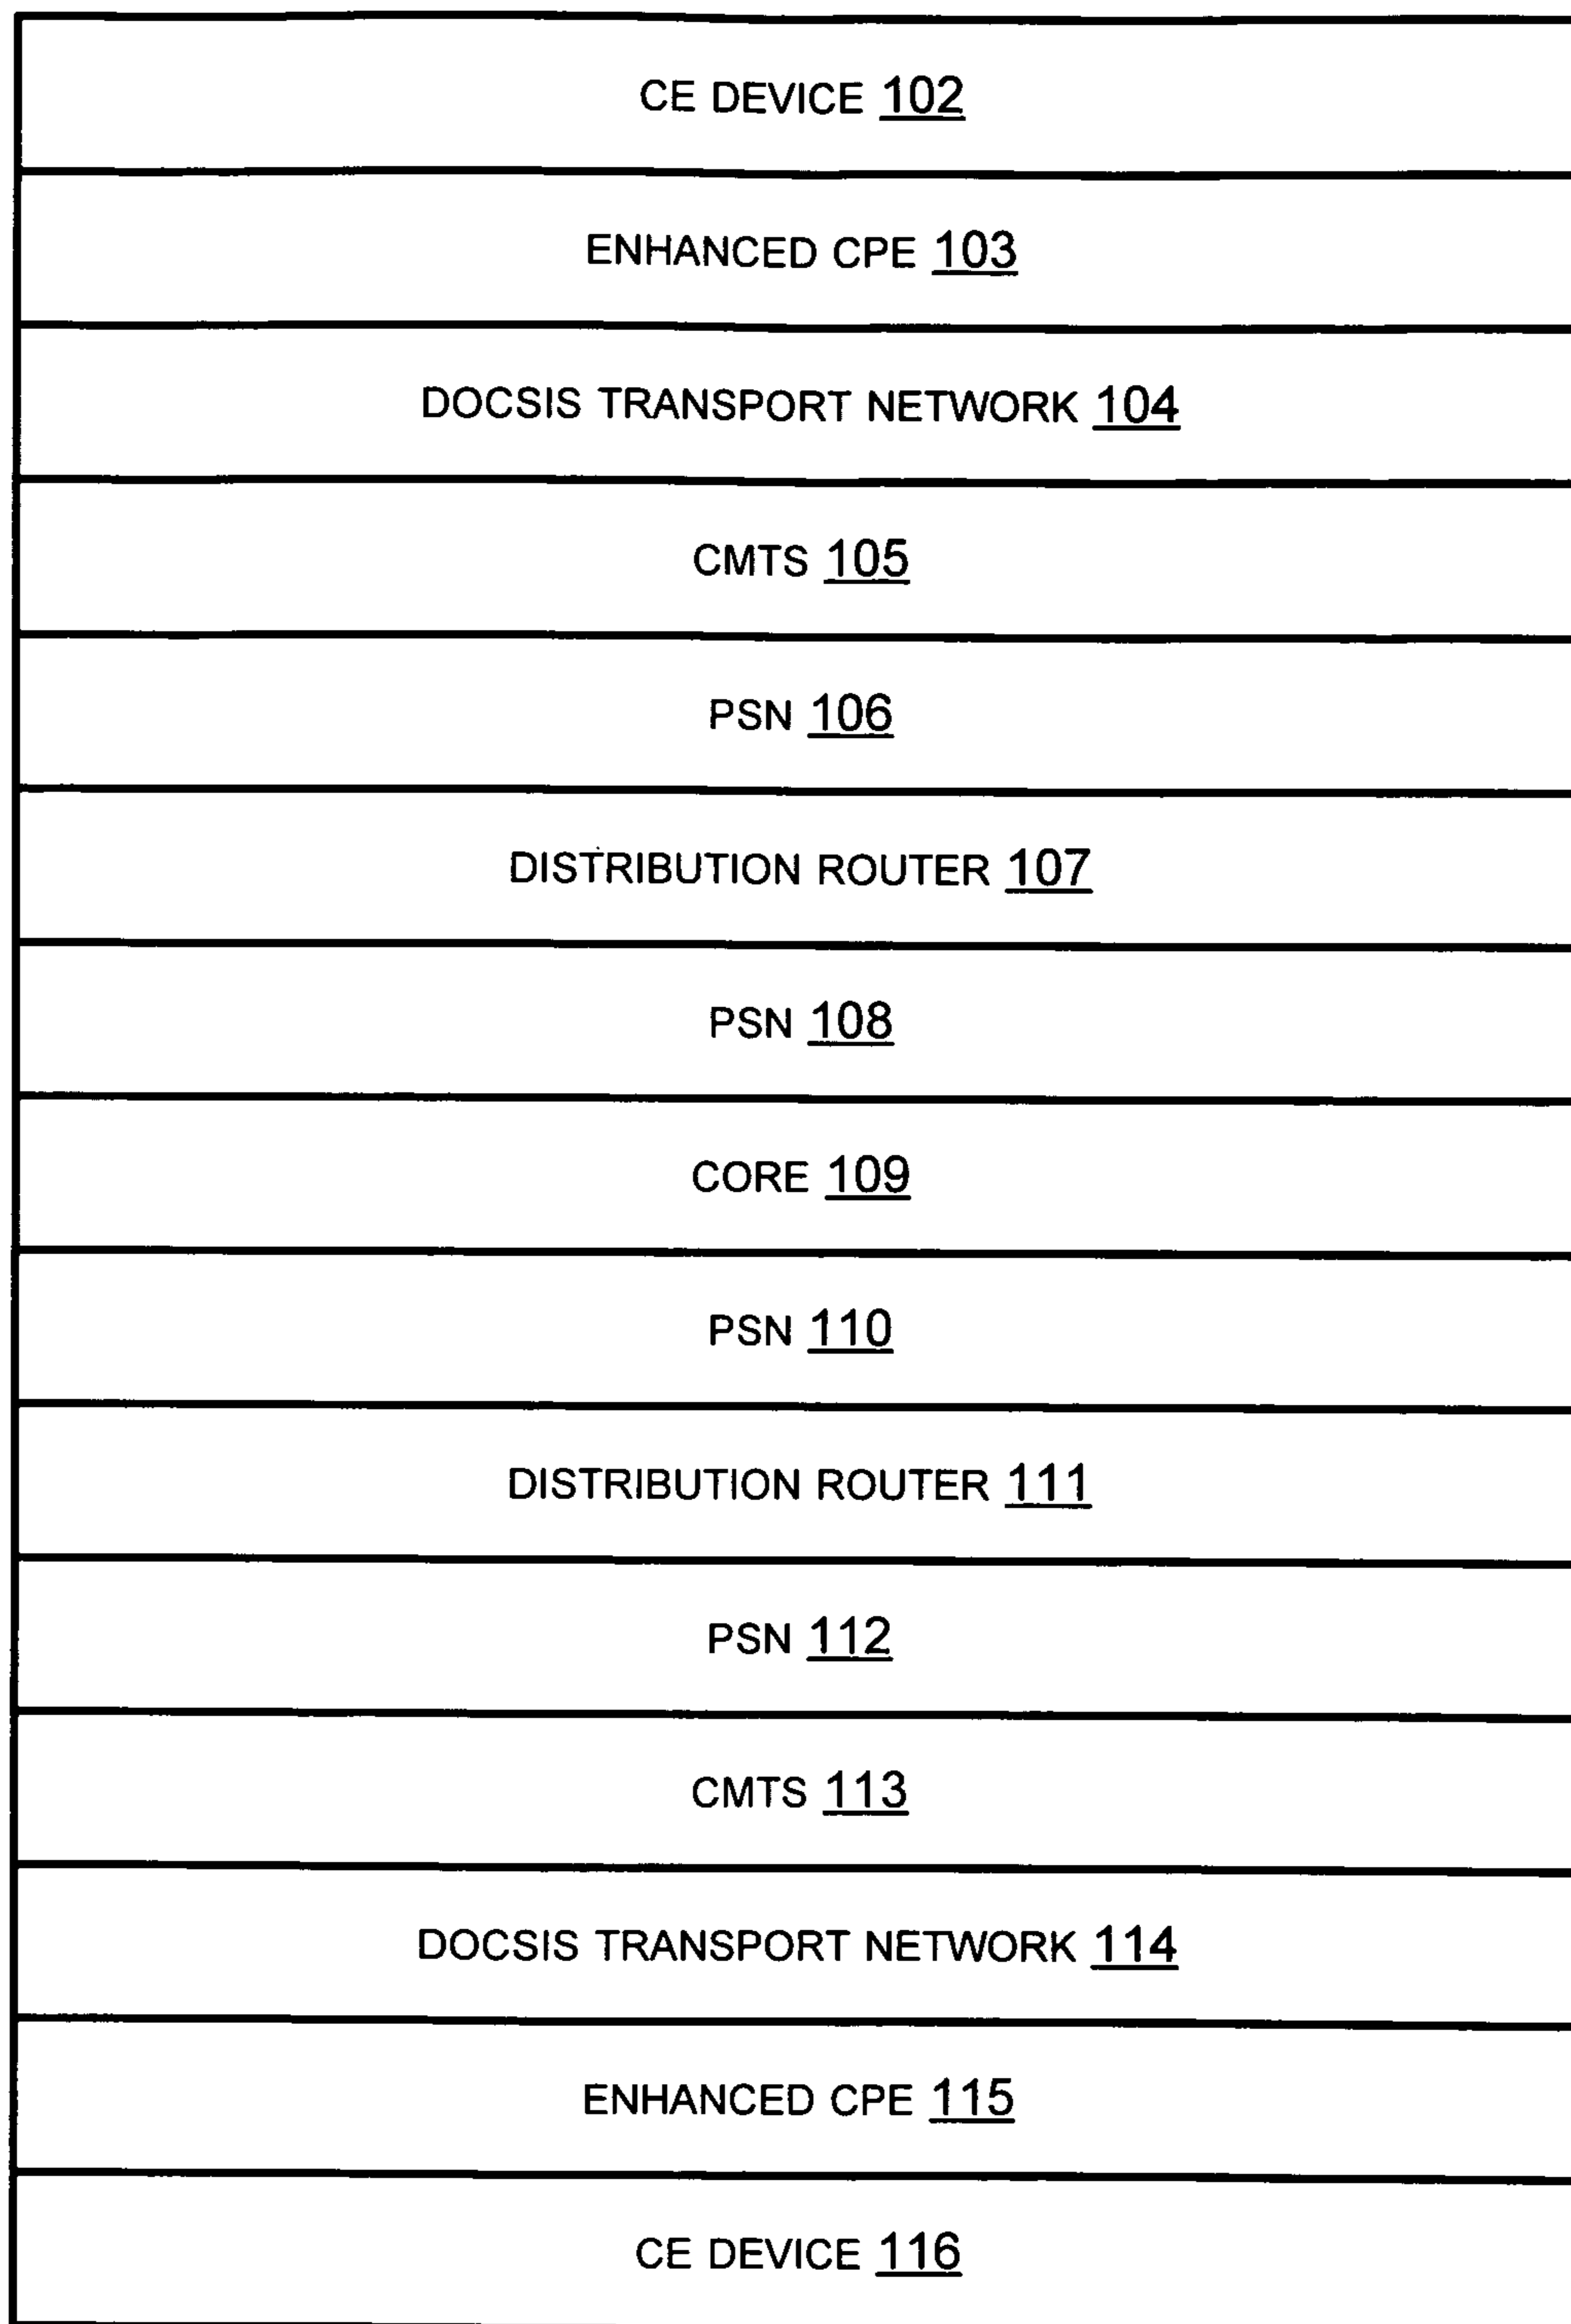 CE DEVICE 102
ENHANCED CPE 103
DOCSIS TRANSPORT NETWORK 104
CMTS 105
PSN 106
DISTRIBUTION ROUTER 107
PSN 108
CORE 109
PSN 110
DISTRIBUTION ROUTER 111
PSN 112
CMTS 113
DOCSIS TRANSPORT NETWORK 114
ENHANCED CPE 115
CE DEVICE 116